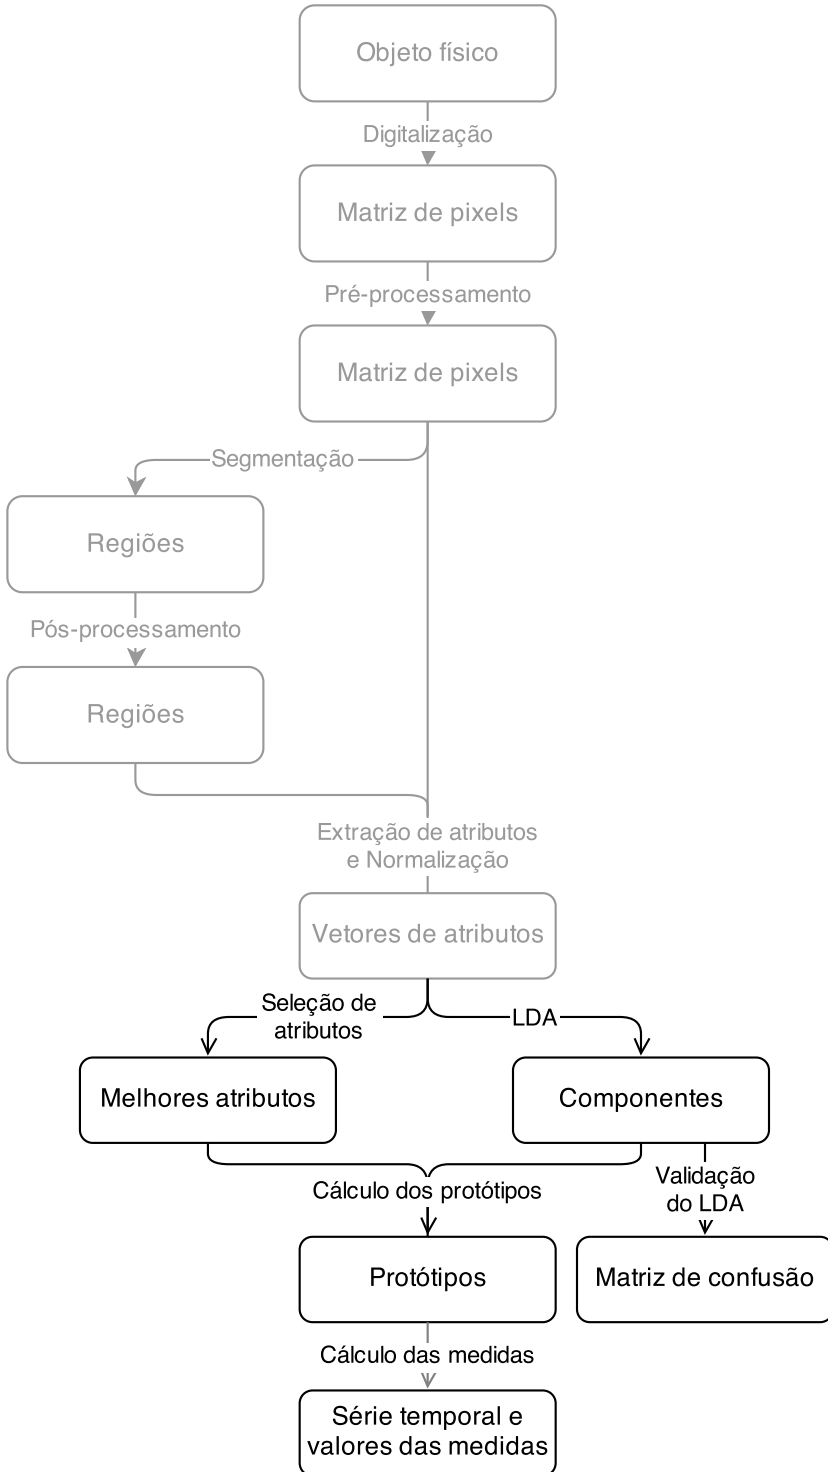 Objeto físico
Digitalização
Matriz de pixels
Pré-processamento
Matriz de pixels
Segmentação
Regiões
Pós-processamento
Regiões
Extração de atributos
e Normalização
Vetores de atributos
Seleção de
atributos
LDA
Melhores atributos
Componentes
Cálculo dos protótipos
Validação
do LDA
Protótipos
Matriz de confusão
Cálculo das medidas
Série temporal e
valores das medidas